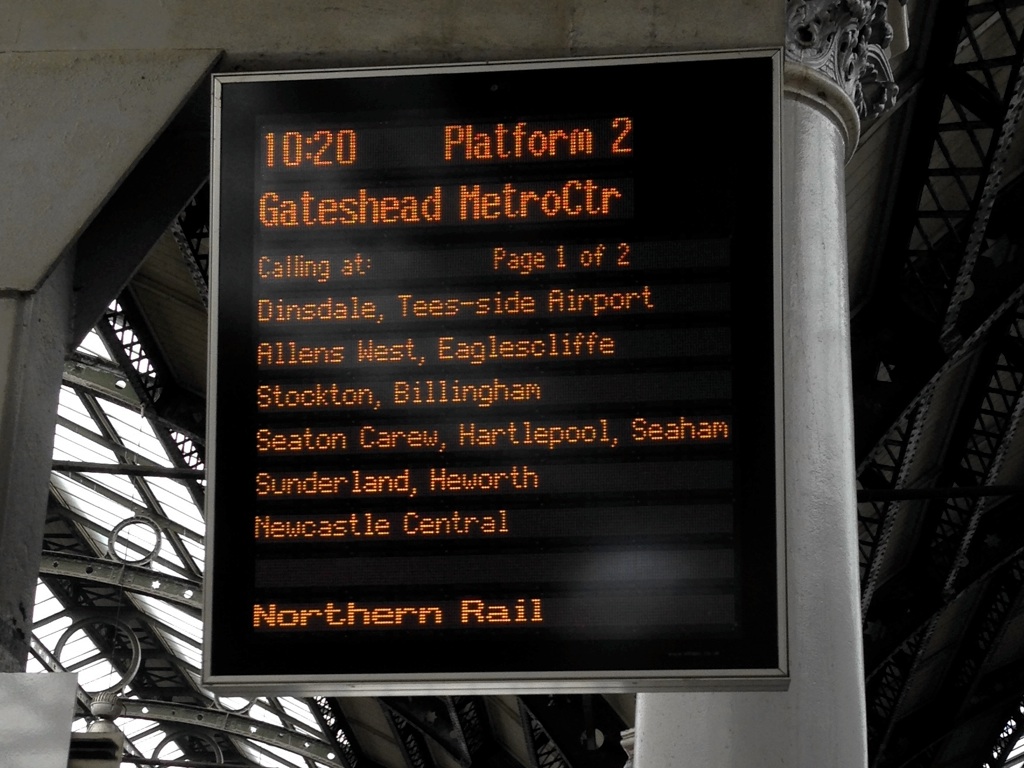 10:20 Platform 2
Gateshead MetroCtr
Calling at: Page 1 of 2
Dinsdale, Tees-side Airport
Allens West, Eaglescliffe
Stockton, Billingham
Seaton Carew, Hartlepool, Seaham
Sunderland, Heworth
Newcastle Central
Northern Rail